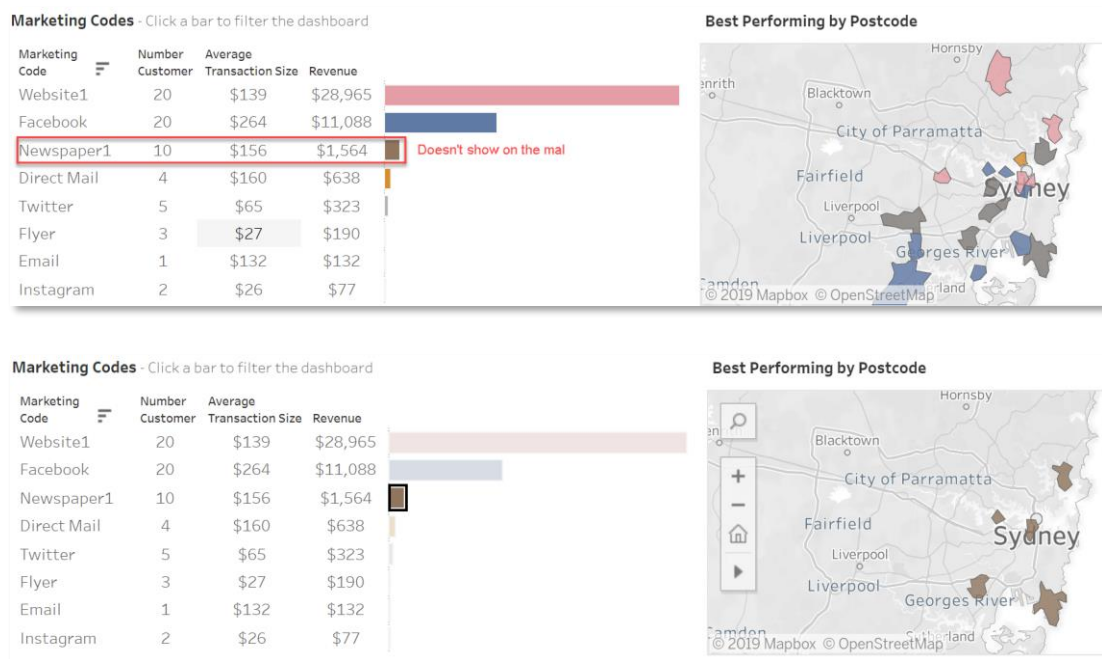 Marketing Codes - Click a bar to filter the dashboard
Best Performing by Postcode
Marketing Code Number Customer Average Transaction Size Revenue
Website1 20 $139 $28,965
Facebook 20 $264 $11,088
Newspaper1 10 $156 $1,564 Doesn't show on the mal
Direct Mail 4 $160 $638
Twitter 5 $65 $323
Flyer 3 $27 $190
Email 1 $132 $132
Instagram 2 $26 $77
Hornsby
enrith
Blacktown
City of Parramatta
Fairfield
Sydney
Liverpool
Liverpool
Georges River
Camden
erland
© 2019 Mapbox © OpenStreetMap
Marketing Codes - Click a bar to filter the dashboard
Best Performing by Postcode
Marketing Code Number Customer Average Transaction Size Revenue
Website1 20 $139 $28,965
Facebook 20 $264 $11,088
Newspaper1 10 $156 $1,564
Direct Mail 4 $160 $638
Twitter 5 $65 $323
Flyer 3 $27 $190
Email 1 $132 $132
Instagram 2 $26 $77
Hornsby
Blacktown
City of Parramatta
Fairfield
Sydney
Liverpool
Liverpool
Georges River
Camden
Sutherland
© 2019 Mapbox © OpenStreetMap